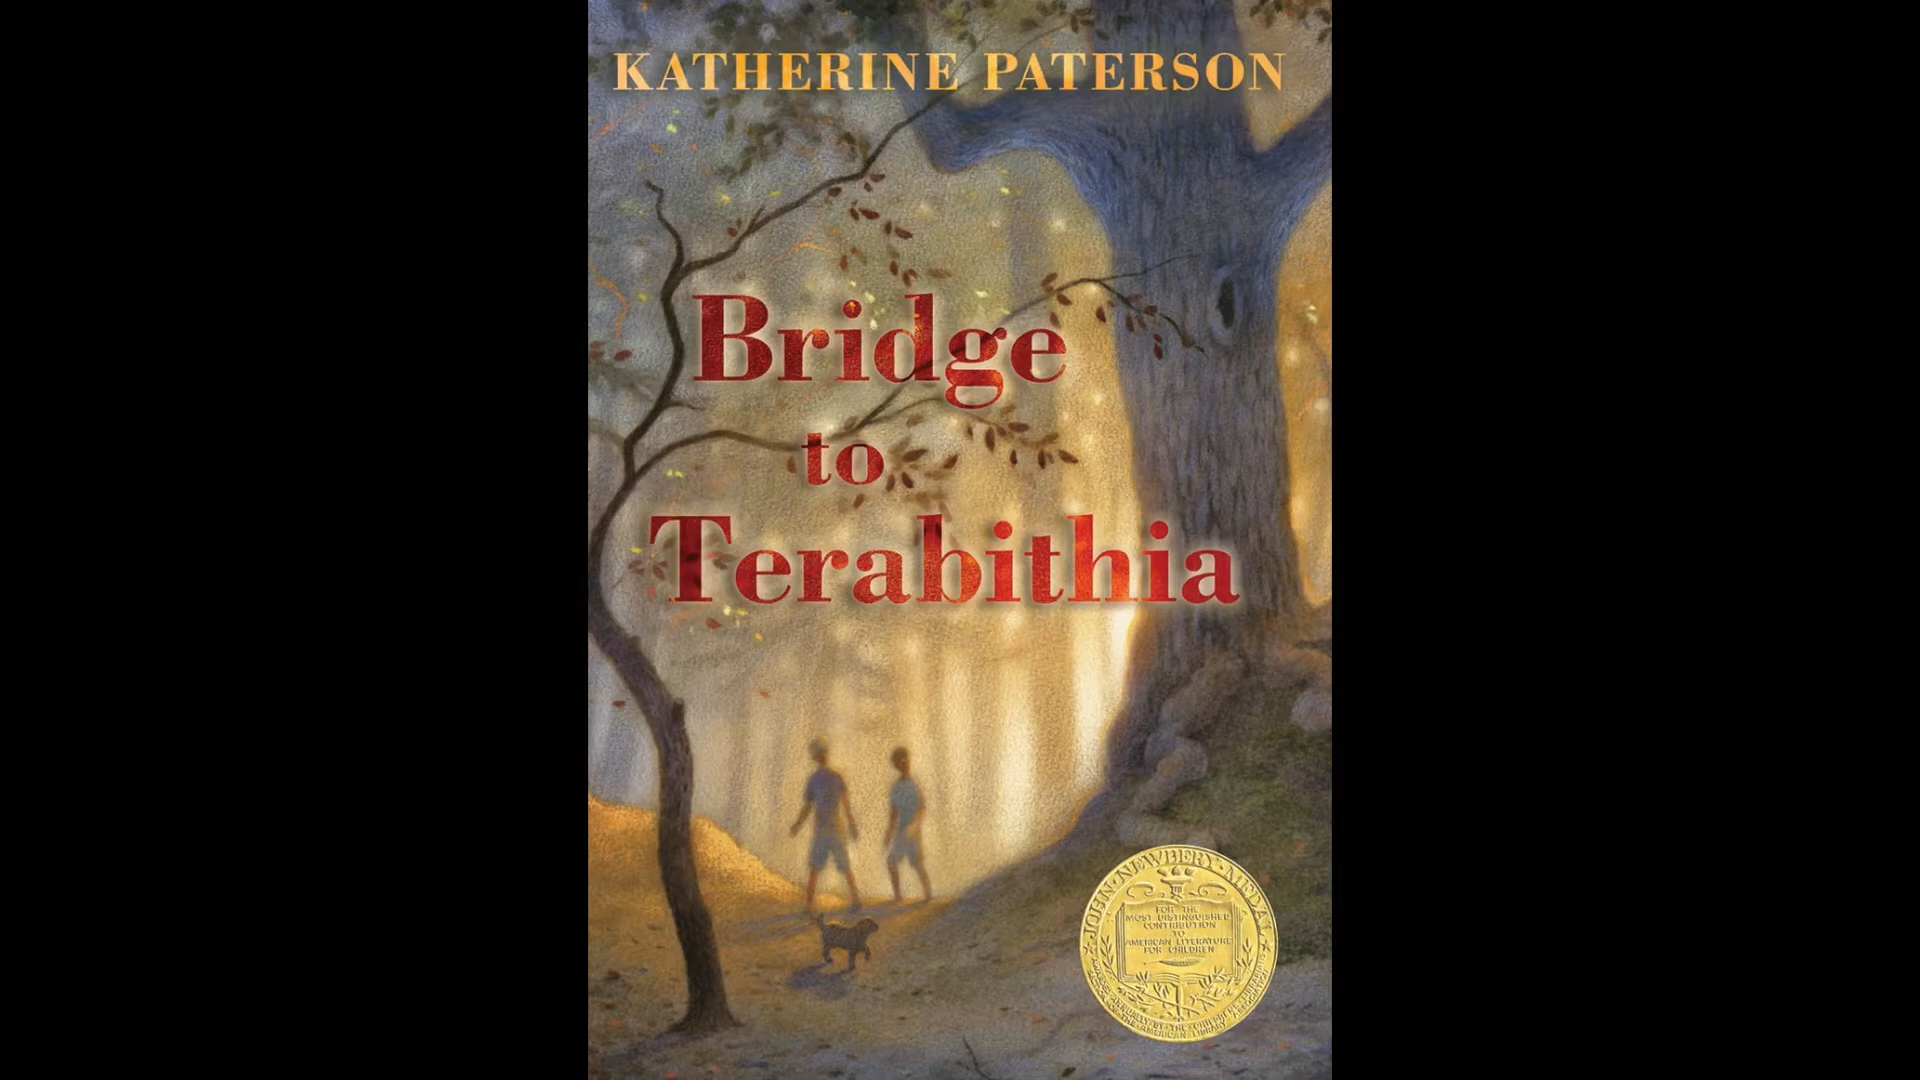 KATHERINE PATERSON
Bridge
to
Terabithia
JOHN · NEWBERY · MEDAL
FOR THE
MOST DISTINGUISHED
CONTRIBUTION
TO
AMERICAN LITERATURE
FOR CHILDREN